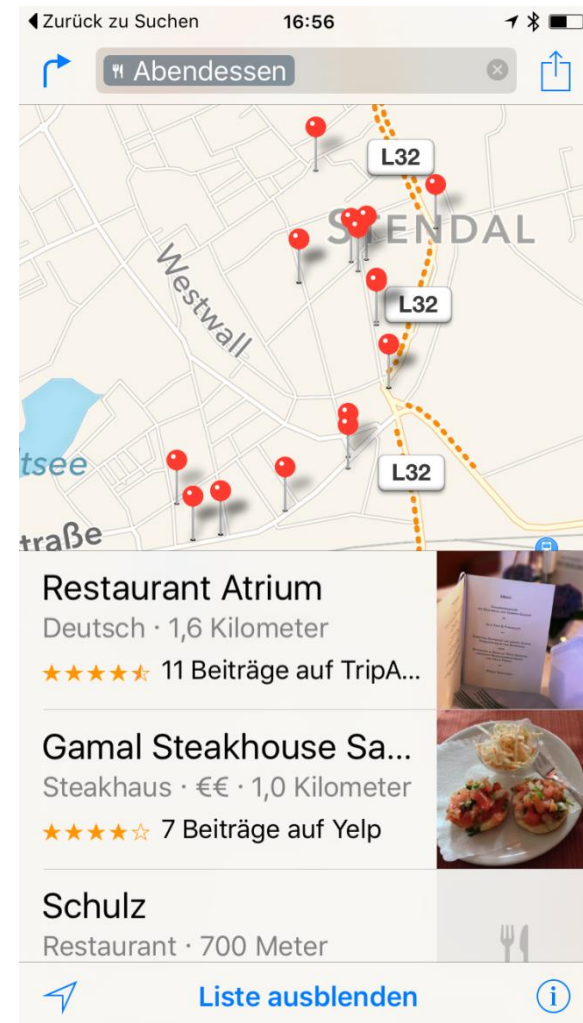 Zurück zu Suchen 16:56
Abendessen
L32
STENDAL
Westwall
L32
L32
tsee
traße
Restaurant Atrium
Deutsch · 1,6 Kilometer
11 Beiträge auf TripA...
Gamal Steakhouse Sa...
Steakhaus · €€ · 1,0 Kilometer
7 Beiträge auf Yelp
Schulz
Restaurant · 700 Meter
Liste ausblenden